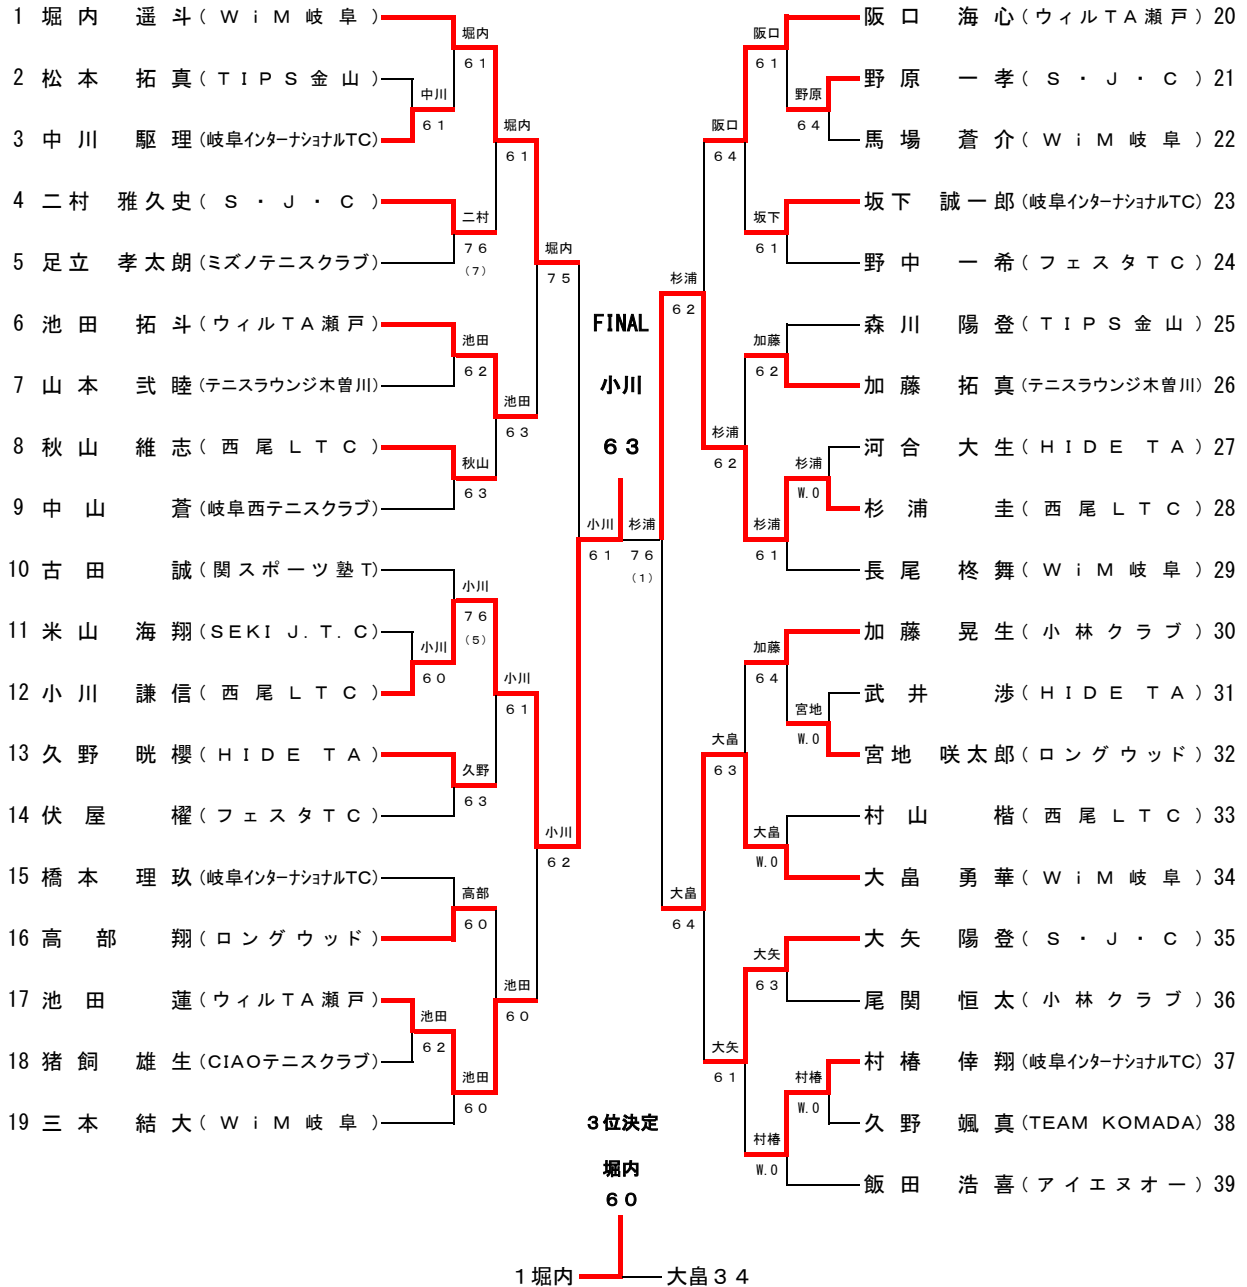 1 堀内 遥斗 (WiM岐阜)
2 松本 拓真 (TIPS金山)
3 中川 駆理 (岐阜インターナショナルTC)
4 二村 雅久史 (S・J・C)
5 足立 孝太朗 (ミズノテニスクラブ)
6 池田 拓斗 (ウィルTA瀬戸)
7 山本 弐睦 (テニスラウンジ木曽川)
8 秋山 維志 (西尾LTC)
9 中山 蒼 (岐阜西テニスクラブ)
10 古田 誠 (関スポーツ塾T)
11 米山 海翔 (SEKI J.T.C)
12 小川 謙信 (西尾LTC)
13 久野 晄櫻 (HIDE TA)
14 伏屋 櫂 (フェスタTC)
15 橋本 理玖 (岐阜インターナショナルTC)
16 高部 翔 (ロングウッド)
17 池田 蓮 (ウィルTA瀬戸)
18 猪飼 雄生 (CIAOテニスクラブ)
19 三本 結大 (WiM岐阜)
中川
61
小川
60
池田
62
堀内
61
二村
76
(7)
池田
62
秋山
63
小川
76
(5)
久野
63
高部
60
池田
60
堀内
61
池田
63
小川
61
池田
60
堀内
75
小川
62
小川
61
FINAL
小川
63
杉浦
76
(1)
杉浦
62
大畠
64
阪口
64
杉浦
62
大畠
63
大矢
61
阪口
61
坂下
61
加藤
62
杉浦
61
加藤
64
大畠
W.0
大矢
63
村椿
W.0
野原
64
杉浦
W.0
宮地
W.0
村椿
W.0
阪口 海心 (ウィルTA瀬戸) 20
野原 一孝 (S・J・C) 21
馬場 蒼介 (WiM岐阜) 22
坂下 誠一郎 (岐阜インターナショナルTC) 23
野中 一希 (フェスタTC) 24
森川 陽登 (TIPS金山) 25
加藤 拓真 (テニスラウンジ木曽川) 26
河合 大生 (HIDE TA) 27
杉浦 圭 (西尾LTC) 28
長尾 柊舞 (WiM岐阜) 29
加藤 晃生 (小林クラブ) 30
武井 渉 (HIDE TA) 31
宮地 咲太郎 (ロングウッド) 32
村山 楷 (西尾LTC) 33
大畠 勇華 (WiM岐阜) 34
大矢 陽登 (S・J・C) 35
尾関 恒太 (小林クラブ) 36
村椿 倖翔 (岐阜インターナショナルTC) 37
久野 颯真 (TEAM KOMADA) 38
飯田 浩喜 (アイエヌオー) 39
3位決定
堀内
60
1堀内 大畠34